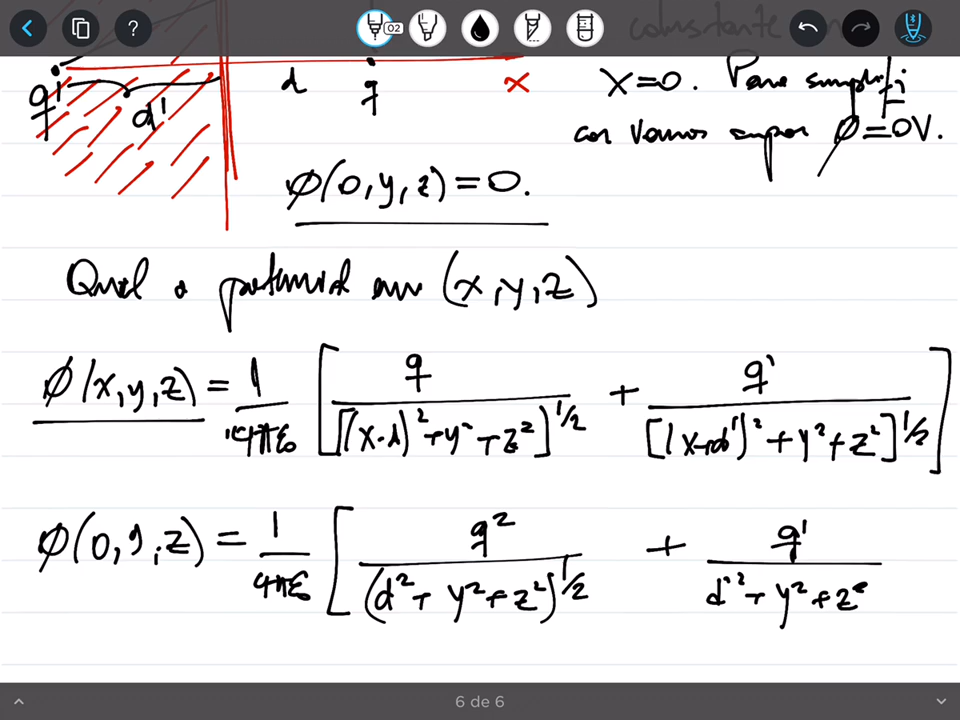 02
constante
q' d' d q x
X=0. Para simplifi
car vamos supor ϕ=0V.
ϕ(0,y,z)=0.
Qual o potencial em (x,y,z)
ϕ(x,y,z) = 1/4πε₀ [ q/[(x-d)²+y²+z²]^1/2 + q'/[(x+d')²+y²+z²]^1/2 ]
ϕ(0,y,z) = 1/4πε₀ [ q²/(d²+y²+z²)^1/2 + q'/d'²+y²+z²
6 de 6